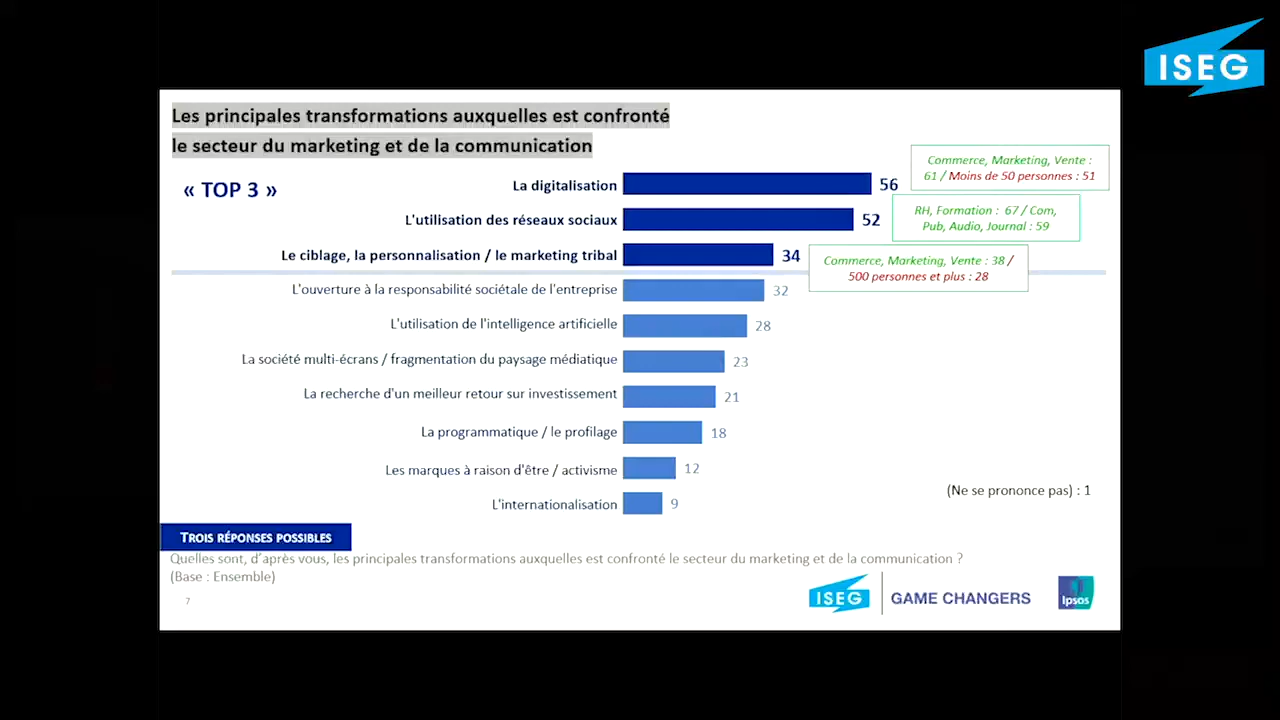 ISEG
Les principales transformations auxquelles est confronté
le secteur du marketing et de la communication
« TOP 3 »
La digitalisation 56
Commerce, Marketing, Vente :
61 / Moins de 50 personnes : 51
L'utilisation des réseaux sociaux 52
RH, Formation : 67 / Com,
Pub, Audio, Journal : 59
Le ciblage, la personnalisation / le marketing tribal 34
Commerce, Marketing, Vente : 38 /
500 personnes et plus : 28
L'ouverture à la responsabilité sociétale de l'entreprise 32
L'utilisation de l'intelligence artificielle 28
La société multi-écrans / fragmentation du paysage médiatique 23
La recherche d'un meilleur retour sur investissement 21
La programmatique / le profilage 18
Les marques à raison d'être / activisme 12
(Ne se prononce pas) : 1
L'internationalisation 9
TROIS RÉPONSES POSSIBLES
Quelles sont, d'après vous, les principales transformations auxquelles est confronté le secteur du marketing et de la communication ?
(Base : Ensemble)
7
ISEG
GAME CHANGERS
Ipsos